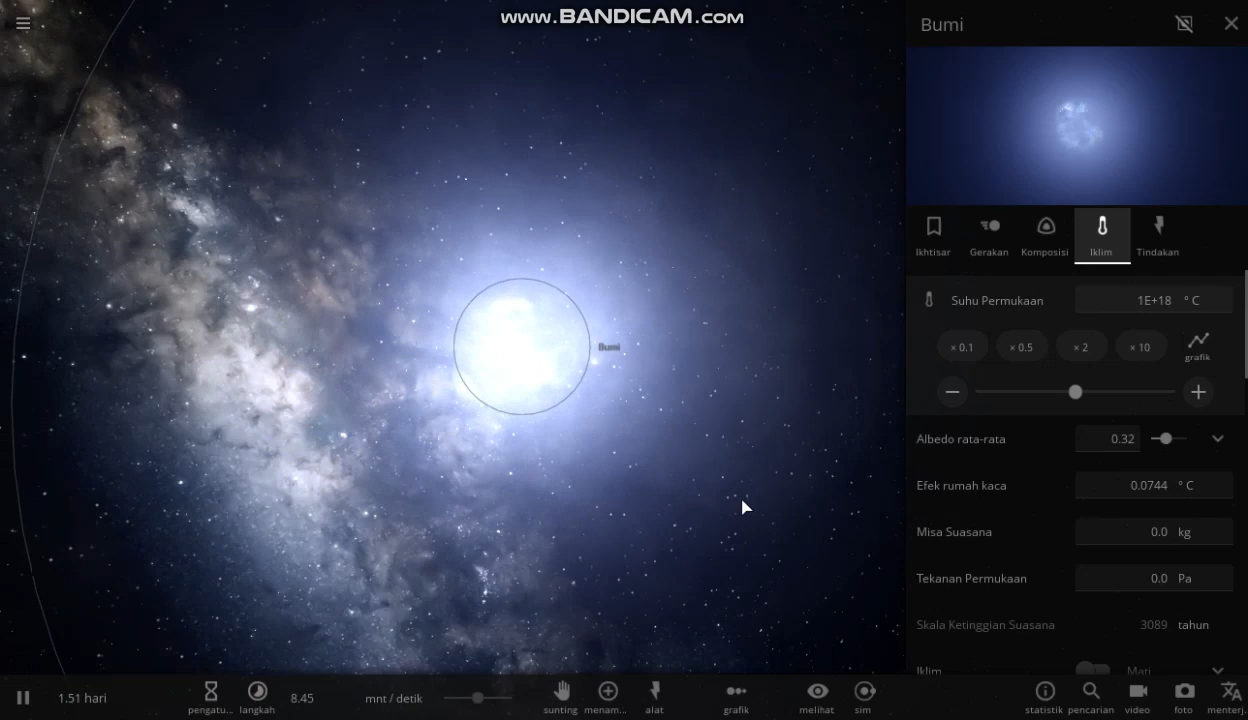 www.BANDICAM.com
Bumi
Ikhtisar
Gerakan
Komposisi
Iklim
Tindakan
Suhu Permukaan
1E+18 ° C
× 0.1
× 0.5
× 2
× 10
grafik
Bumi
Albedo rata-rata
0.32
Efek rumah kaca
0.0744 ° C
Misa Suasana
0.0 kg
Tekanan Permukaan
0.0 Pa
Skala Ketinggian Suasana
3089 tahun
Iklim
Mati
1.51 hari
pengatu...
langkah
8.45
mnt / detik
sunting
menam...
alat
grafik
melihat
sim
statistik
pencarian
video
foto
menterj.